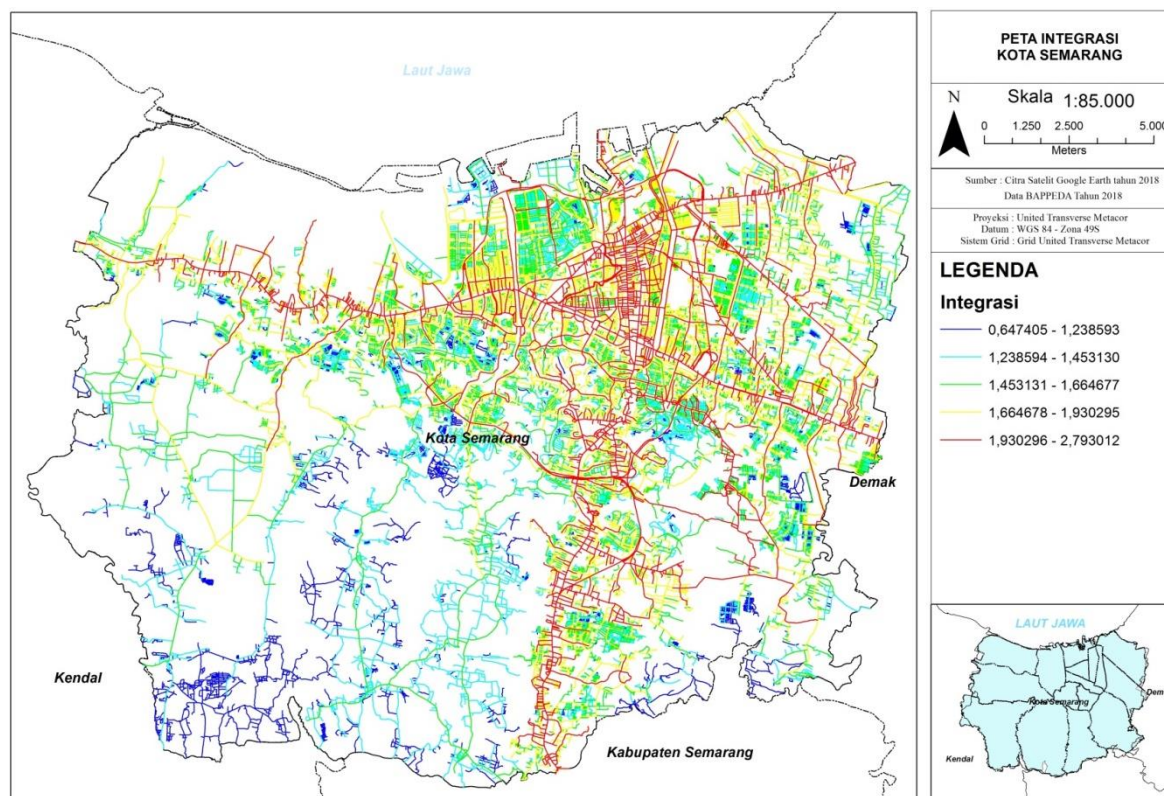 Laut Jawa
Kota Semarang
Demak
Kendal
Kabupaten Semarang
PETA INTEGRASI
KOTA SEMARANG
N
Skala 1:85.000
0 1.250 2.500 5.000
Meters
Sumber : Citra Satelit Google Earth tahun 2018
Data BAPPEDA Tahun 2018
Proyeksi : United Transverse Metacor
Datum : WGS 84 - Zona 49S
Sistem Grid : Grid United Transverse Metacor
LEGENDA
Integrasi
0,647405 - 1,238593
1,238594 - 1,453130
1,453131 - 1,664677
1,664678 - 1,930295
1,930296 - 2,793012
LAUT JAWA
Dem
Kota Semarang
Kendal